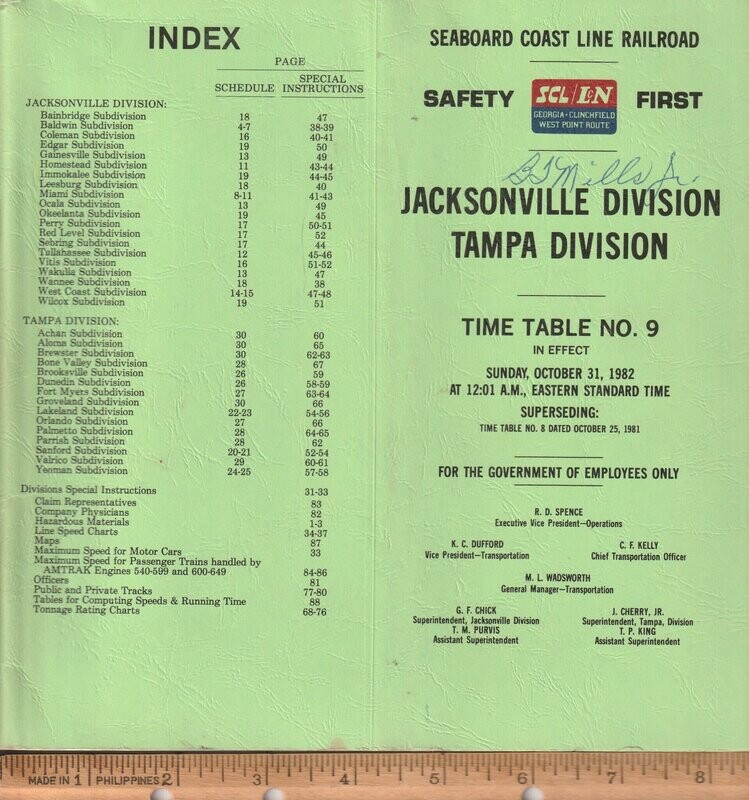 INDEX
PAGE
SCHEDULE SPECIAL INSTRUCTIONS
JACKSONVILLE DIVISION:
Bainbridge Subdivision 18 47
Baldwin Subdivision 4-7 38-39
Coleman Subdivision 16 40-41
Edgar Subdivision 19 50
Gainesville Subdivision 13 49
Homestead Subdivision 11 43-44
Immokalee Subdivision 19 44-45
Leesburg Subdivision 18 40
Miami Subdivision 8-11 41-43
Ocala Subdivision 13 49
Okeelanta Subdivision 19 45
Perry Subdivision 17 50-51
Red Level Subdivision 17 52
Sebring Subdivision 17 44
Tallahassee Subdivision 12 45-46
Vitis Subdivision 16 51-52
Wakulla Subdivision 13 47
Wannee Subdivision 18 38
West Coast Subdivision 14-15 47-48
Wilcox Subdivision 19 51
TAMPA DIVISION:
Achan Subdivision 30 60
Aloma Subdivision 30 65
Brewster Subdivision 30 62-63
Bone Valley Subdivision 28 67
Brooksville Subdivision 26 59
Dunedin Subdivision 26 58-59
Fort Myers Subdivision 27 63-64
Groveland Subdivision 30 66
Lakeland Subdivision 22-23 54-56
Orlando Subdivision 27 66
Palmetto Subdivision 28 64-65
Parrish Subdivision 28 62
Sanford Subdivision 20-21 52-54
Valrico Subdivision 29 60-61
Yeoman Subdivision 24-25 57-58
Divisions Special Instructions 31-33
Claim Representatives 83
Company Physicians 82
Hazardous Materials 1-3
Line Speed Charts 34-37
Maps 87
Maximum Speed for Motor Cars 33
Maximum Speed for Passenger Trains handled by
AMTRAK Engines 540-599 and 600-649 84-86
Officers 81
Public and Private Tracks 77-80
Tables for Computing Speeds & Running Time 88
Tonnage Rating Charts 68-76
SEABOARD COAST LINE RAILROAD
SAFETY SCL/L&N FIRST
GEORGIA-CLINCHFIELD
WEST POINT ROUTE
Mills Jr.
JACKSONVILLE DIVISION
TAMPA DIVISION
TIME TABLE NO. 9
IN EFFECT
SUNDAY, OCTOBER 31, 1982
AT 12:01 A.M., EASTERN STANDARD TIME
SUPERSEDING:
TIME TABLE NO. 8 DATED OCTOBER 25, 1981
FOR THE GOVERNMENT OF EMPLOYEES ONLY
R. D. SPENCE
Executive Vice President—Operations
K. C. DUFFORD
Vice President—Transportation
C. F. KELLY
Chief Transportation Officer
M. L. WADSWORTH
General Manager—Transportation
G. F. CHICK
Superintendent, Jacksonville Division
T. M. PURVIS
Assistant Superintendent
J. CHERRY, JR.
Superintendent, Tampa, Division
T. P. KING
Assistant Superintendent
MADE IN 1 PHILIPPINES 2 3 4 5 6 7 8